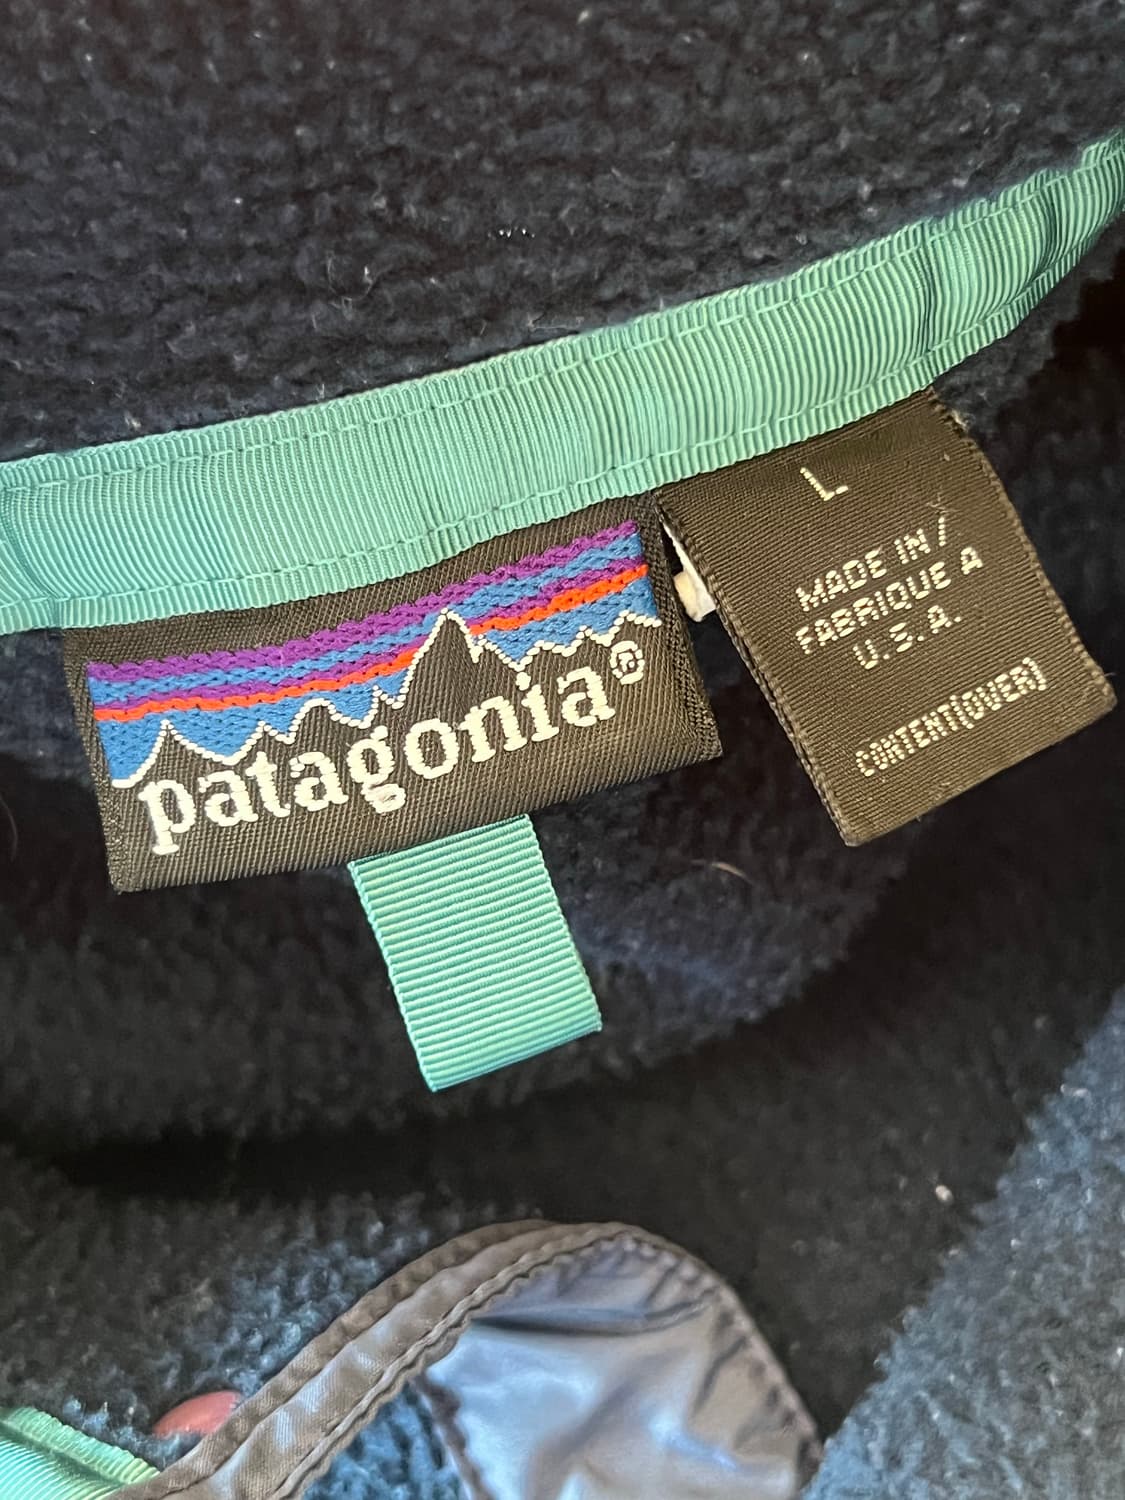 patagonia®
L
MADE IN/
FABRIQUE A
U.S.A.
CONTENT(OVER)